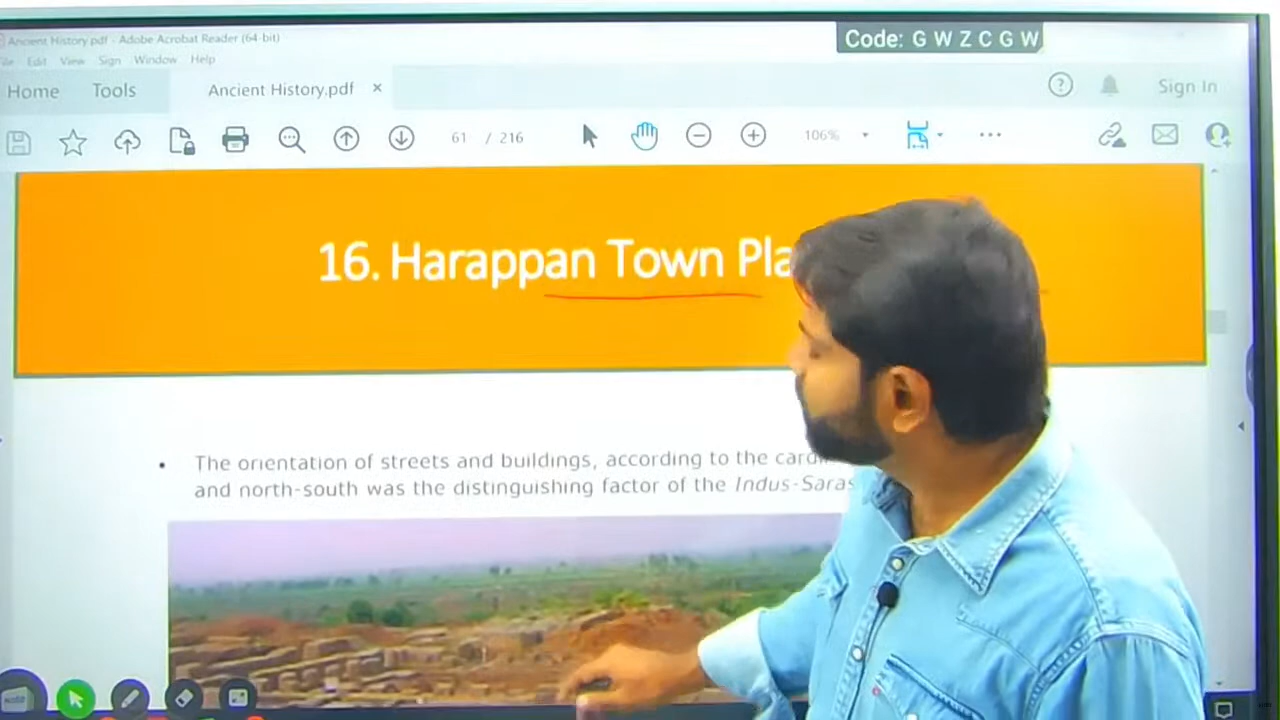 Ancient History.pdf - Adobe Acrobat Reader (64-bit)
Code: G W Z C G W
Edit View Sign Window Help
Home Tools Ancient History.pdf × ? Sign In
61 / 216 106%
16. Harappan Town Pla
• The orientation of streets and buildings, according to the card
and north-south was the distinguishing factor of the Indus-Saras